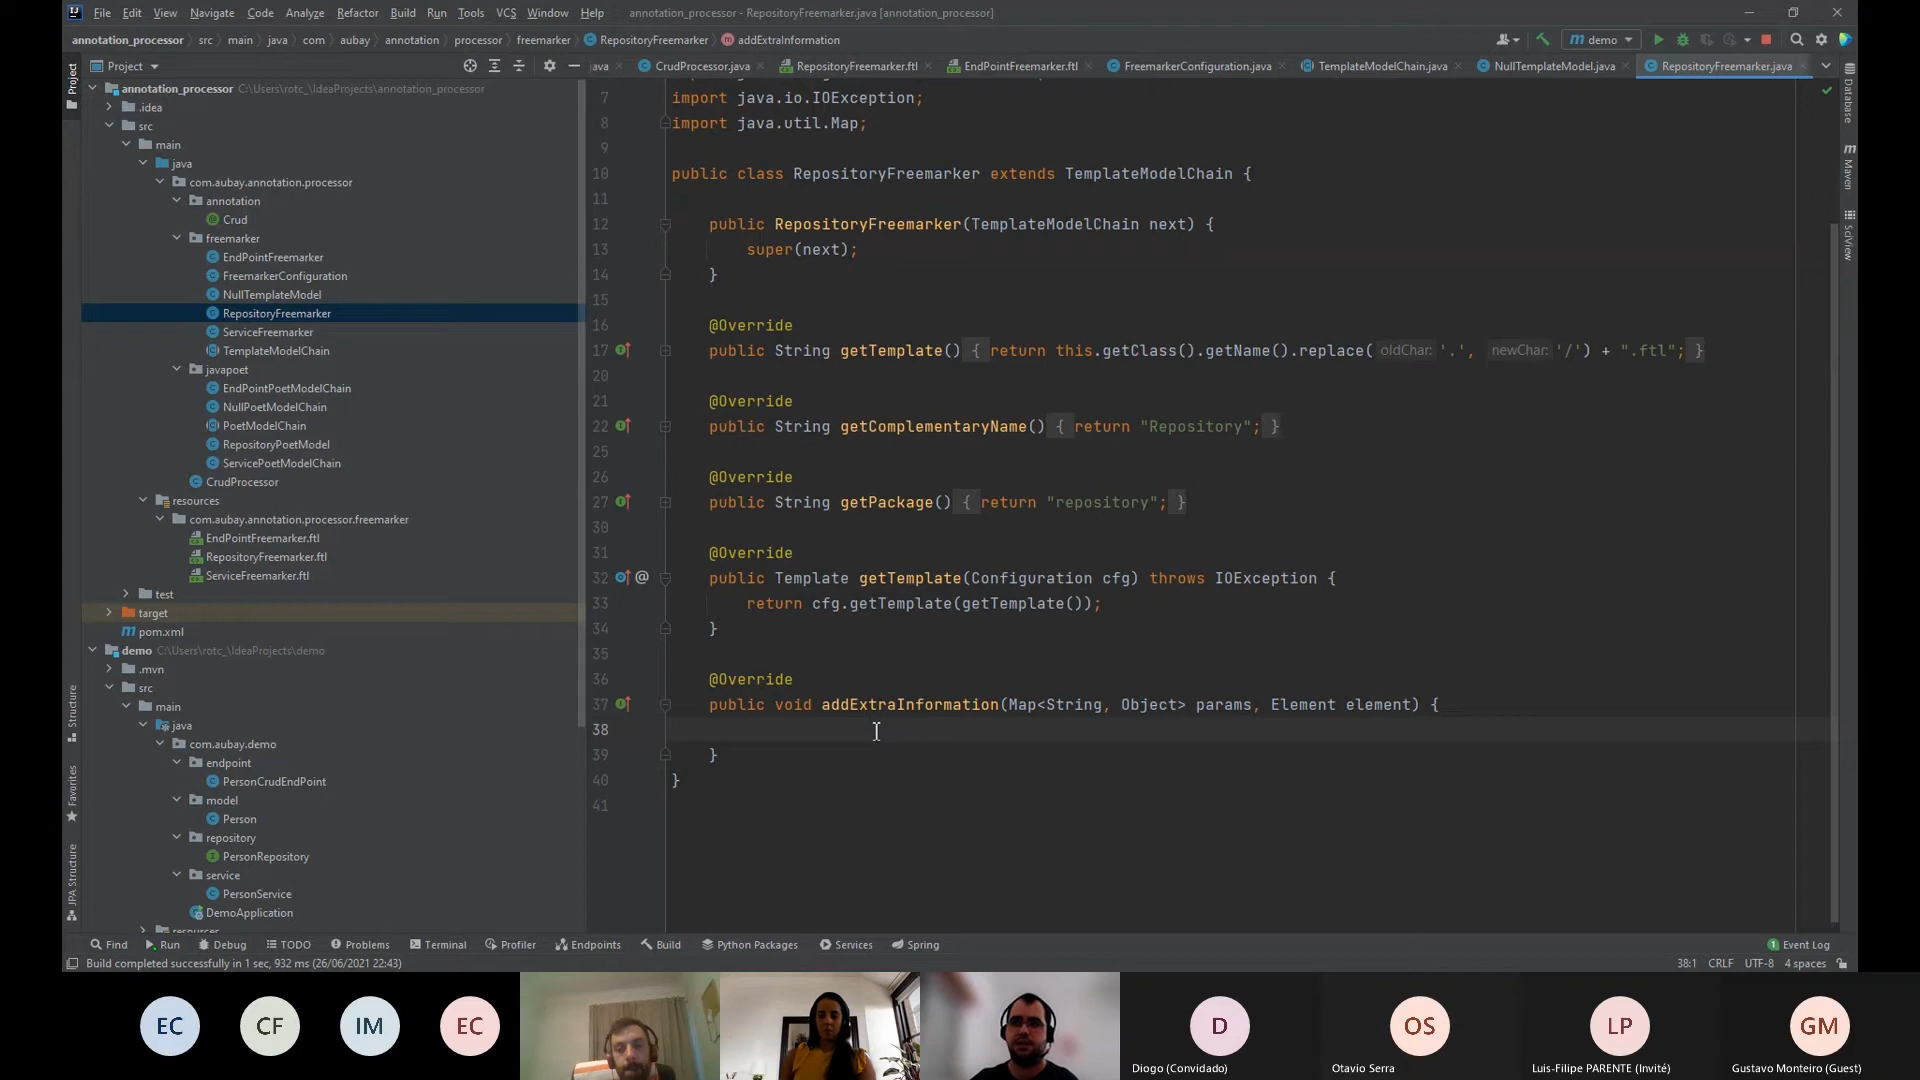 File Edit View Navigate Code Analyze Refactor Build Run Tools VCS Window Help annotation_processor - RepositoryFreemarker.java [annotation_processor]
annotation_processor src main java com aubay annotation processor freemarker RepositoryFreemarker addExtraInformation demo
Project java CrudProcessor.java RepositoryFreemarker.ftl EndPointFreemarker.ftl FreemarkerConfiguration.java TemplateModelChain.java NullTemplateModel.java RepositoryFreemarker.java
Project
Structure
Favorites
JPA Structure
annotation_processor C:\Users\rotc_\IdeaProjects\annotation_processor
.idea
src
main
java
com.aubay.annotation.processor
annotation
Crud
freemarker
EndPointFreemarker
FreemarkerConfiguration
NullTemplateModel
RepositoryFreemarker
ServiceFreemarker
TemplateModelChain
javapoet
EndPointPoetModelChain
NullPoetModelChain
PoetModelChain
RepositoryPoetModel
ServicePoetModelChain
CrudProcessor
resources
com.aubay.annotation.processor.freemarker
EndPointFreemarker.ftl
RepositoryFreemarker.ftl
ServiceFreemarker.ftl
test
target
pom.xml
demo C:\Users\rotc_\IdeaProjects\demo
.mvn
src
main
java
com.aubay.demo
endpoint
PersonCrudEndPoint
model
Person
repository
PersonRepository
service
PersonService
DemoApplication
resources
7 import java.io.IOException;
8 import java.util.Map;
9
10 public class RepositoryFreemarker extends TemplateModelChain {
11
12 public RepositoryFreemarker(TemplateModelChain next) {
13 super(next);
14 }
15
16 @Override
17 public String getTemplate() { return this.getClass().getName().replace( oldChar: '.', newChar: '/') + ".ftl"; }
20
21 @Override
22 public String getComplementaryName() { return "Repository"; }
25
26 @Override
27 public String getPackage() { return "repository"; }
30
31 @Override
32 @ public Template getTemplate(Configuration cfg) throws IOException {
33 return cfg.getTemplate(getTemplate());
34 }
35
36 @Override
37 public void addExtraInformation(Map<String, Object> params, Element element) {
38
39 }
40 }
41
Database
Maven
SciView
Find Run Debug TODO Problems Terminal Profiler Endpoints Build Python Packages Services Spring 1 Event Log
Build completed successfully in 1 sec, 932 ms (26/06/2021 22:43) 38:1 CRLF UTF-8 4 spaces
EC CF IM EC D OS LP GM
Diogo (Convidado) Otavio Serra Luis-Filipe PARENTE (Invité) Gustavo Monteiro (Guest)